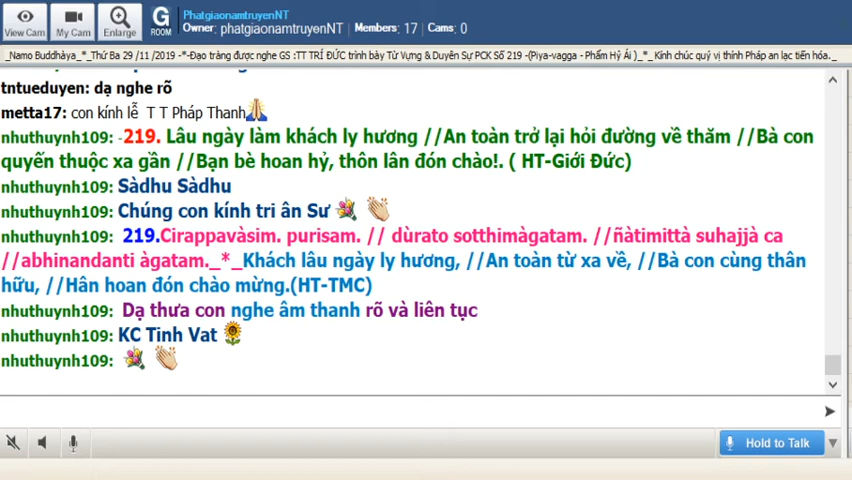 View Cam
My Cam
Enlarge
G
ROOM
PhatgiaonamtruyenNT
Owner: phatgiaonamtruyenNT Members: 17 Cams: 0
_Namo Buddhàya_*_Thứ Ba 29 /11 /2019 -*-Đạo tràng được nghe GS :TT TRÍ ĐỨC trình bày Từ Vựng & Duyên Sự PCK Số 219 -(Piya-vagga - Phẩm Hỷ Ái )_*_ Kính chúc quý vị thính Pháp an lạc tiến hóa._
tntueduyen: dạ nghe rõ
metta17: con kính lễ T T Pháp Thanh
nhuthuynh109: -219. Lâu ngày làm khách ly hương //An toàn trở lại hỏi đường về thăm //Bà con
quyến thuộc xa gần //Bạn bè hoan hỷ, thôn lân đón chào!. ( HT-Giới Đức)
nhuthuynh109: Sàdhu Sàdhu
nhuthuynh109: Chúng con kính tri ân Sư
nhuthuynh109: 219.Cirappavàsim. purisam. // dùrato sotthimàgatam. //ñàtimittà suhajjà ca
//abhinandanti àgatam._*_Khách lâu ngày ly hương, //An toàn từ xa về, //Bà con cùng thân
hữu, //Hân hoan đón chào mừng.(HT-TMC)
nhuthuynh109: Dạ thưa con nghe âm thanh rõ và liên tục
nhuthuynh109: KC Tinh Vat
nhuthuynh109:
Hold to Talk